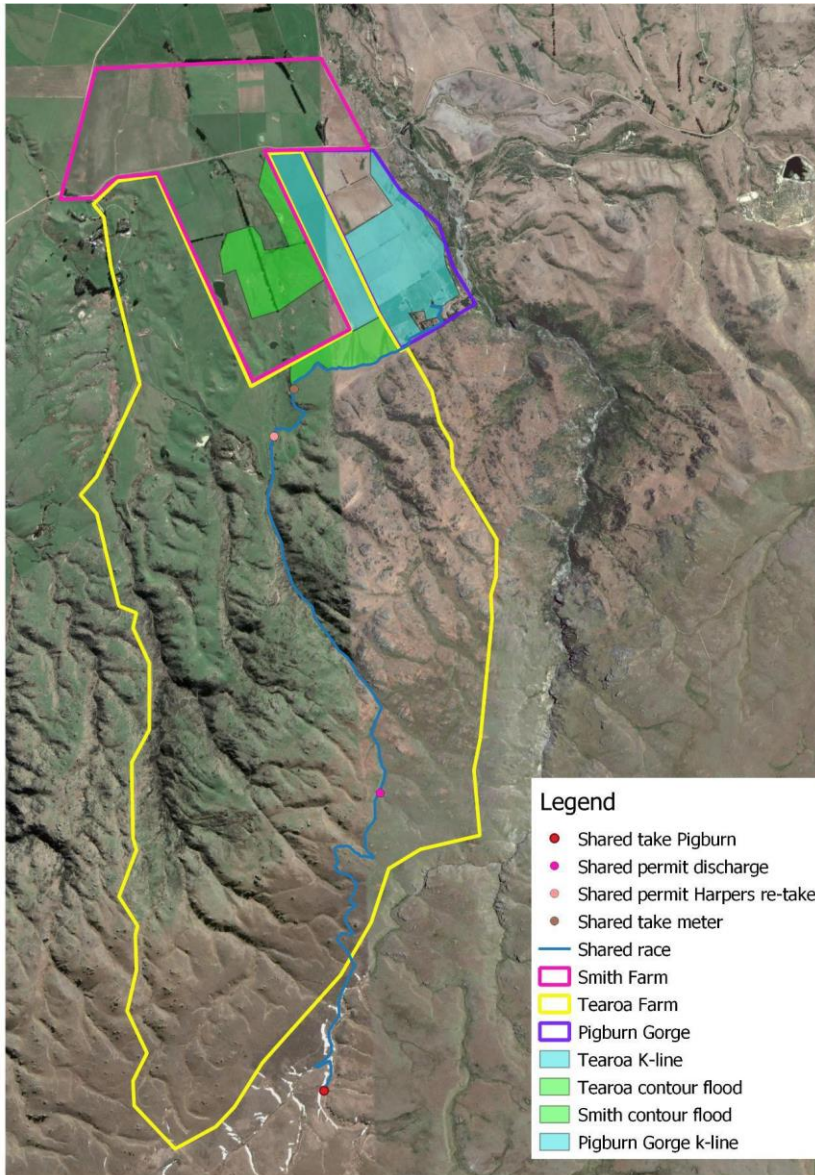 Legend
Shared take Pigburn
Shared permit discharge
Shared permit Harpers re-take
Shared take meter
Shared race
Smith Farm
Tearoa Farm
Pigburn Gorge
Tearoa K-line
Tearoa contour flood
Smith contour flood
Pigburn Gorge k-line